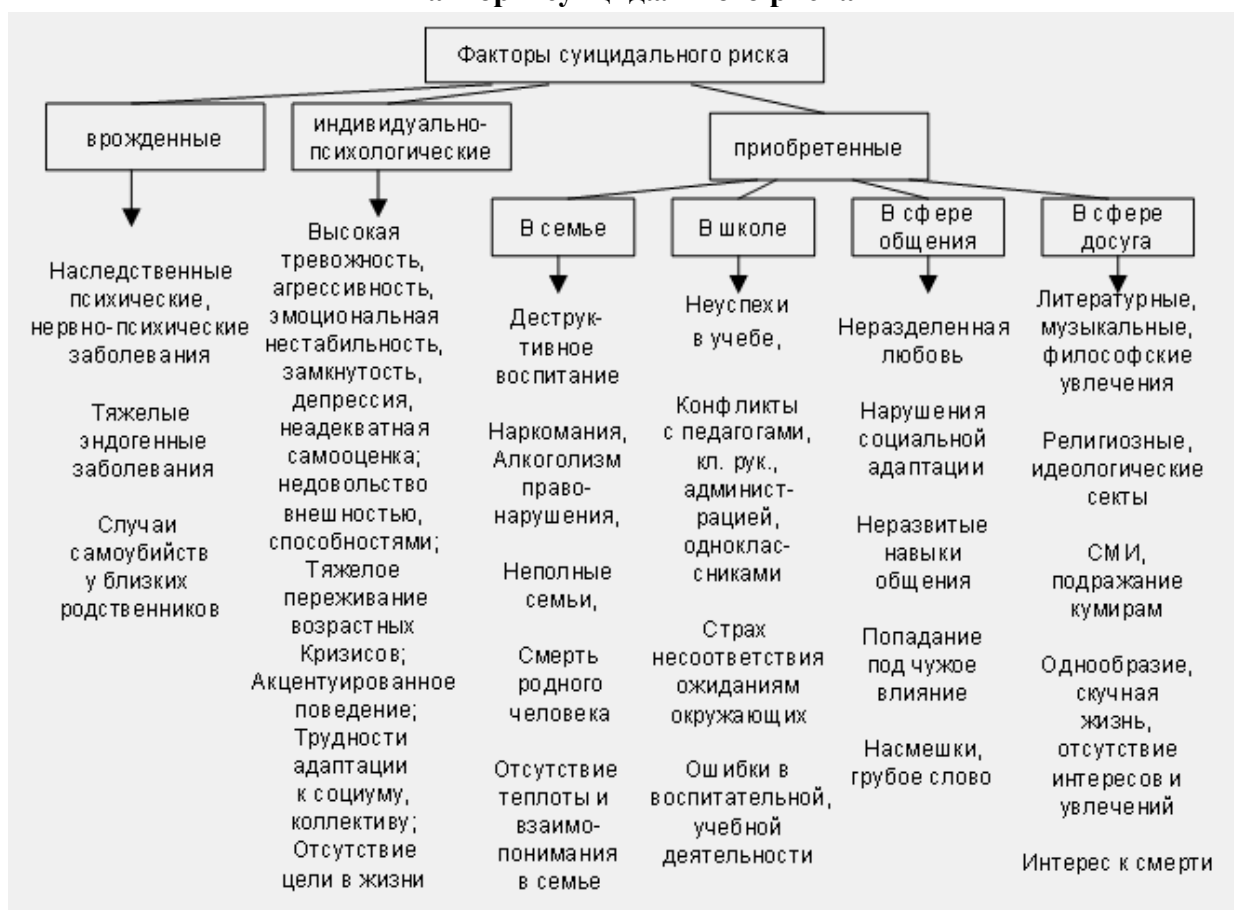 Факторы суицидального риска
врожденные
индивидуально-
психологические
приобретенные
В семье
В школе
В сфере
общения
В сфере
досуга
Наследственные
психические,
нервно-психические
заболевания
Тяжелые
эндогенные
заболевания
Случаи
самоубийств
у близких
родственников
Высокая
тревожность,
агрессивность,
эмоциональная
нестабильность,
замкнутость,
депрессия,
неадекватная
самооценка;
недовольство
внешностью,
способностями;
Тяжелое
переживание
возрастных
Кризисов;
Акцентуированное
поведение;
Трудности
адаптации
к социуму,
коллективу;
Отсутствие
цели в жизни
Деструк-
тивное
воспитание
Наркомания,
Алкоголизм
право-
нарушения,
Неполные
семьи,
Смерть
родного
человека
Отсутствие
теплоты и
взаимо-
понимания
в семье
Неуспехи
в учебе,
Конфликты
с педагогами,
кл. рук.,
админист-
рацией,
однокlas-
сниками
Страх
несоответствия
ожиданиям
окружающих
Ошибки в
воспитательной,
учебной
деятельности
Неразделенная
любовь
Нарушения
социальной
адаптации
Неразвитые
навыки
общения
Попадание
под чужое
влияние
Насмешки,
грубое слово
Литературные,
музыкальные,
философские
увлечения
Религиозные,
идеологические
секты
СМИ,
подражание
кумирам
Однообразие,
скучная
жизнь,
отсутствие
интересов и
увлечений
Интерес к смерти